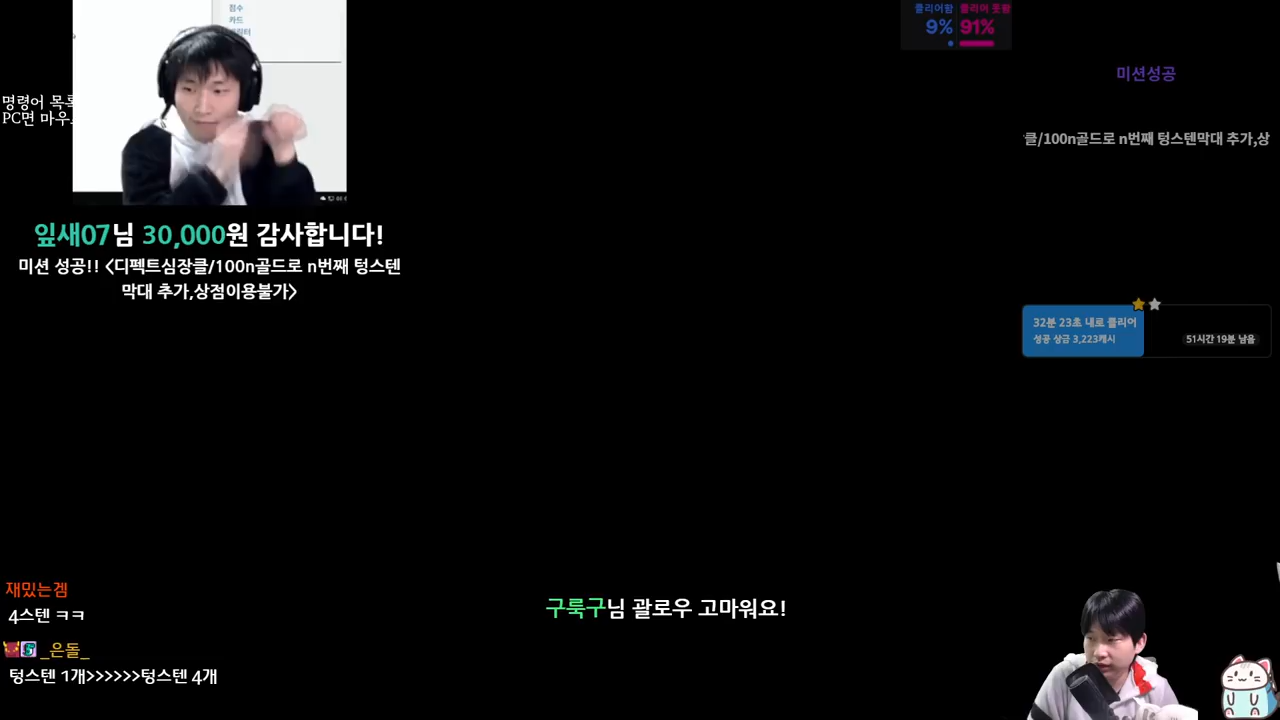 점수
카드
클리어함 클리어 못함
9% 91%
미션성공
명령어 목록
PC면 마우
클/100n골드로 n번째 텅스텐막대 추가,상
잎새07님 30,000원 감사합니다!
미션 성공!! <디펙트심장클/100n골드로 n번째 텅스텐
막대 추가,상점이용불가>
32분 23초 내로 클리어
성공 상금 3,223캐시
51시간 19분 남음
재밌는겜
4스텐 ㅋㅋ
_은돌_
텅스텐 1개>>>>>>텅스텐 4개
구룩구님 괄로우 고마워요!